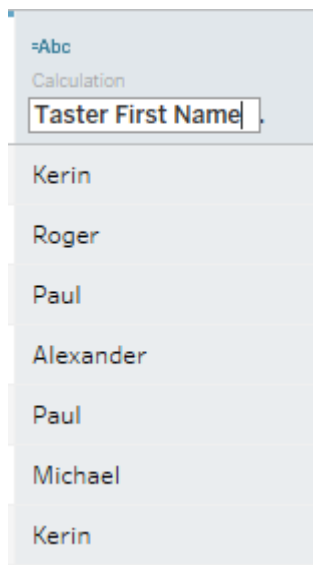 =Abc
Calculation
Taster First Name .
Kerin
Roger
Paul
Alexander
Paul
Michael
Kerin